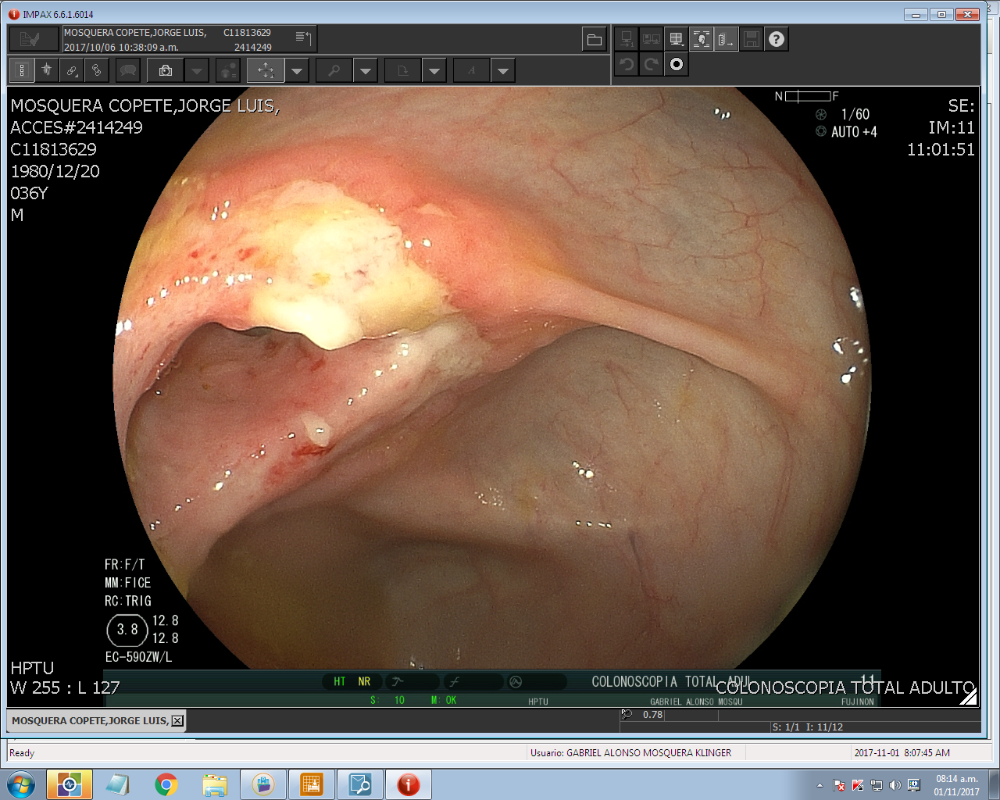 IMPAX 6.6.1.6014
MOSQUERA COPETE,JORGE LUIS, C11813629
2017/10/06 10:38:09 a.m. 2414249
MOSQUERA COPETE,JORGE LUIS,
ACCES#2414249
C11813629
1980/12/20
036Y
M
N F
1/60
AUTO +4
SE:
IM:11
11:01:51
FR:F/T
MM:FICE
RC:TRIG
3.8 12.8
12.8
EC-590ZW/L
HPTU
W 255 : L 127
HT NR
S: 10 M: OK
COLONOSCOPIA TOTAL ADUL 11
HPTU GABRIEL ALONSO MOSQU FUJINON
COLONOSCOPIA TOTAL ADULTO
MOSQUERA COPETE,JORGE LUIS,
0.78
S: 1/1 I: 11/12
Ready
Usuario: GABRIEL ALONSO MOSQUERA KLINGER
2017-11-01 8:07:45 AM
08:14 a.m.
01/11/2017